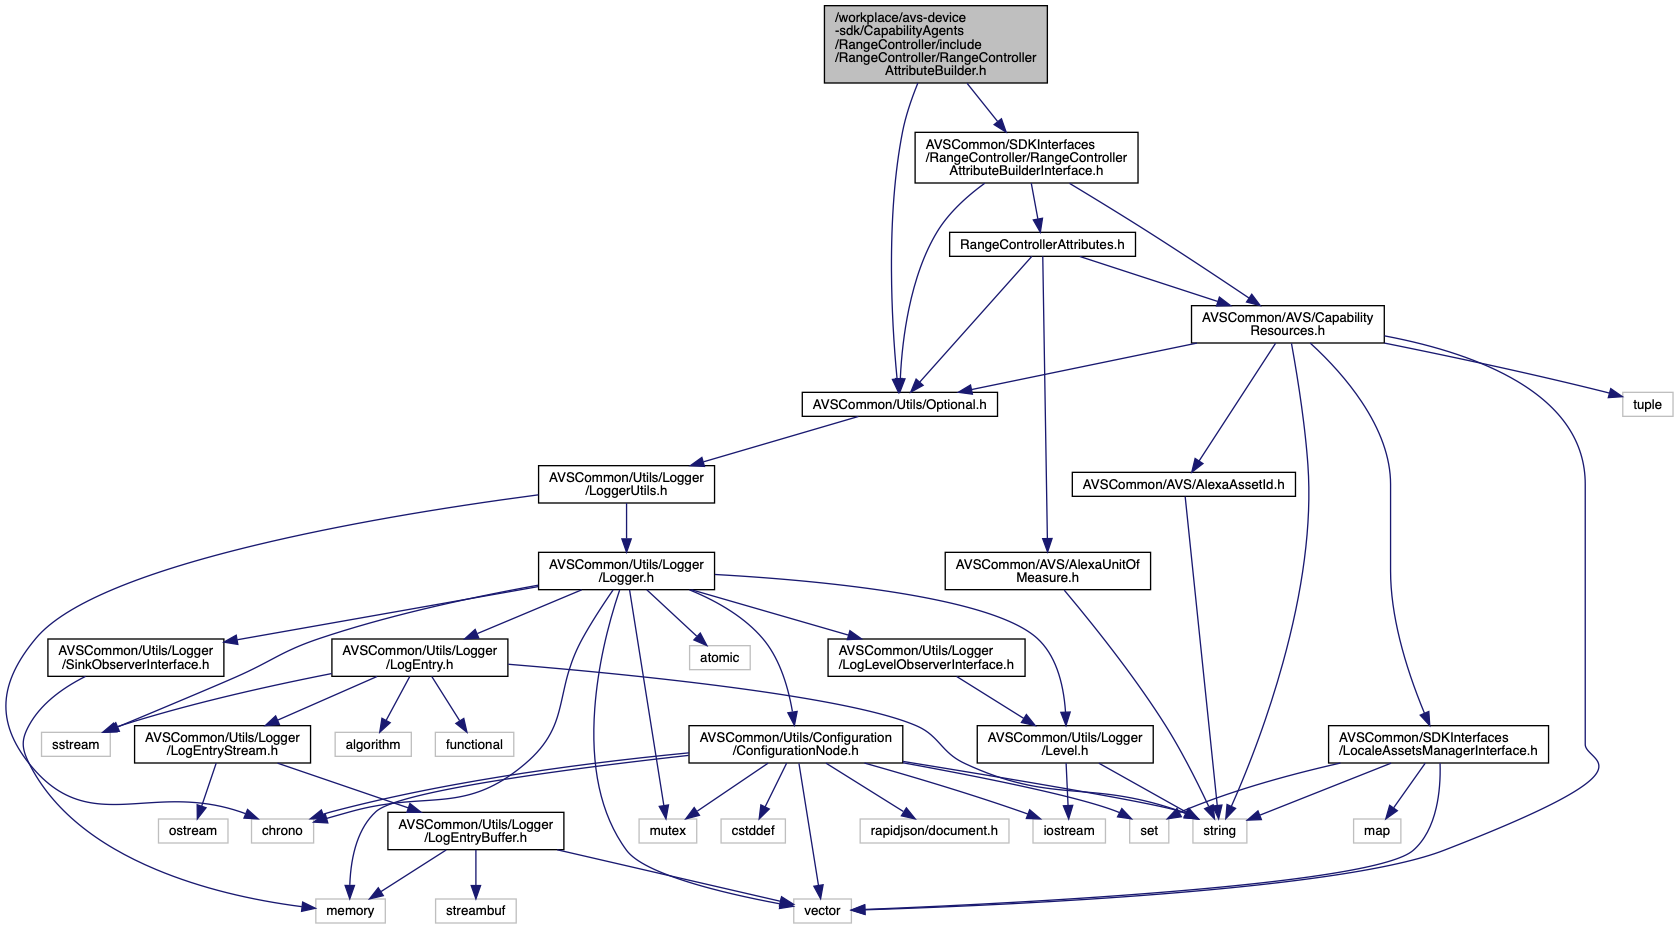 /workplace/avs-device
-sdk/CapabilityAgents
/RangeController/include
/RangeController/RangeController
AttributeBuilder.h
AVSCommon/SDKInterfaces
/RangeController/RangeController
AttributeBuilderInterface.h
RangeControllerAttributes.h
AVSCommon/AVS/Capability
Resources.h
AVSCommon/Utils/Optional.h
tuple
AVSCommon/Utils/Logger
/LoggerUtils.h
AVSCommon/AVS/AlexaAssetId.h
AVSCommon/Utils/Logger
/Logger.h
AVSCommon/AVS/AlexaUnitOf
Measure.h
AVSCommon/Utils/Logger
/SinkObserverInterface.h
AVSCommon/Utils/Logger
/LogEntry.h
atomic
AVSCommon/Utils/Logger
/LogLevelObserverInterface.h
sstream
AVSCommon/Utils/Logger
/LogEntryStream.h
algorithm
functional
AVSCommon/Utils/Configuration
/ConfigurationNode.h
AVSCommon/Utils/Logger
/Level.h
AVSCommon/SDKInterfaces
/LocaleAssetsManagerInterface.h
ostream
chrono
AVSCommon/Utils/Logger
/LogEntryBuffer.h
mutex
cstddef
rapidjson/document.h
iostream
set
string
map
memory
streambuf
vector